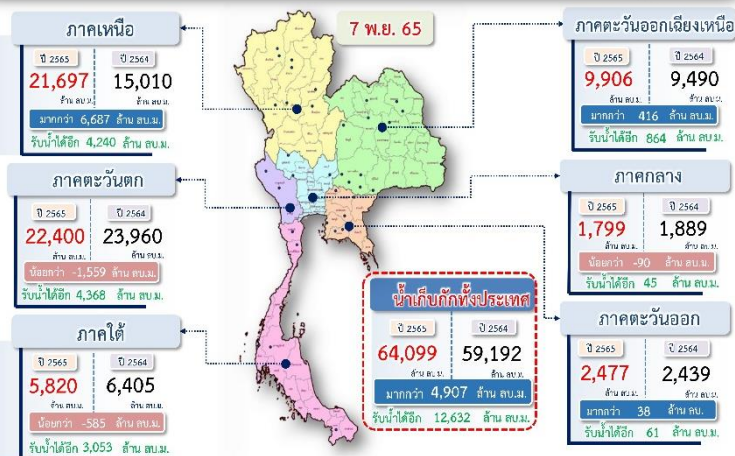 7 พ.ย. 65
ภาคเหนือ
ปี 2565 ปี 2564
21,697 15,010
ล้าน ลบ.ม. ล้าน ลบ.ม.
มากกว่า 6,687 ล้าน ลบ.ม.
รับน้ำได้อีก 4,240 ล้าน ลบ.ม.
ภาคตะวันตก
ปี 2565 ปี 2564
22,400 23,960
ล้าน ลบ.ม. ล้าน ลบ.ม.
น้อยกว่า -1,559 ล้าน ลบ.ม.
รับน้ำได้อีก 4,368 ล้าน ลบ.ม.
ภาคใต้
ปี 2565 ปี 2564
5,820 6,405
ล้าน ลบ.ม. ล้าน ลบ.ม.
น้อยกว่า -585 ล้าน ลบ.ม.
รับน้ำได้อีก 3,053 ล้าน ลบ.ม.
น้ำเก็บกักทั้งประเทศ
ปี 2565 ปี 2564
64,099 59,192
ล้าน ลบ.ม. ล้าน ลบ.ม.
มากกว่า 4,907 ล้าน ลบ.ม.
รับน้ำได้อีก 12,632 ล้าน ลบ.ม.
ภาคตะวันออกเฉียงเหนือ
ปี 2565 ปี 2564
9,906 9,490
ล้าน ลบ.ม. ล้าน ลบ.ม.
มากกว่า 416 ล้าน ลบ.ม.
รับน้ำได้อีก 864 ล้าน ลบ.ม.
ภาคกลาง
ปี 2565 ปี 2564
1,799 1,889
ล้าน ลบ.ม. ล้าน ลบ.ม.
น้อยกว่า -90 ล้าน ลบ.ม.
รับน้ำได้อีก 45 ล้าน ลบ.ม.
ภาคตะวันออก
ปี 2565 ปี 2564
2,477 2,439
ล้าน ลบ.ม. ล้าน ลบ.ม.
มากกว่า 38 ล้าน ลบ.
รับน้ำได้อีก 61 ล้าน ลบ.ม.